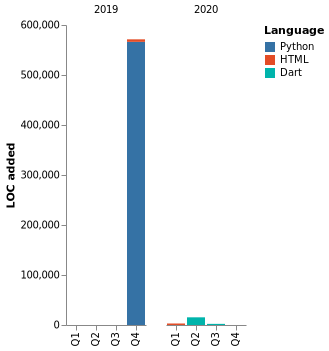 2019
2020
Language
Python
HTML
Dart
LOC added
600,000
500,000
400,000
300,000
200,000
100,000
0
Q1
Q2
Q3
Q4
Q1
Q2
Q3
Q4